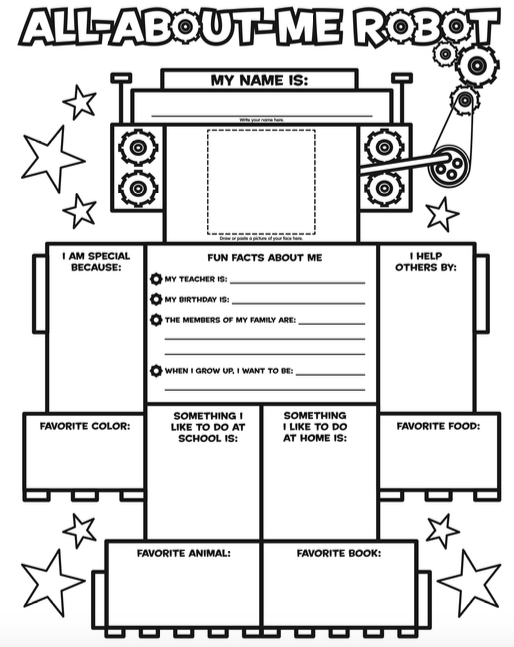 ALL-ABOUT-ME ROBOT
MY NAME IS:
Write your name here.
Draw or paste a picture of your face here.
I AM SPECIAL
BECAUSE:
FUN FACTS ABOUT ME
MY TEACHER IS:
MY BIRTHDAY IS:
THE MEMBERS OF MY FAMILY ARE:
WHEN I GROW UP, I WANT TO BE:
I HELP
OTHERS BY:
FAVORITE COLOR:
SOMETHING I
LIKE TO DO AT
SCHOOL IS:
SOMETHING
I LIKE TO DO
AT HOME IS:
FAVORITE FOOD:
FAVORITE ANIMAL:
FAVORITE BOOK: